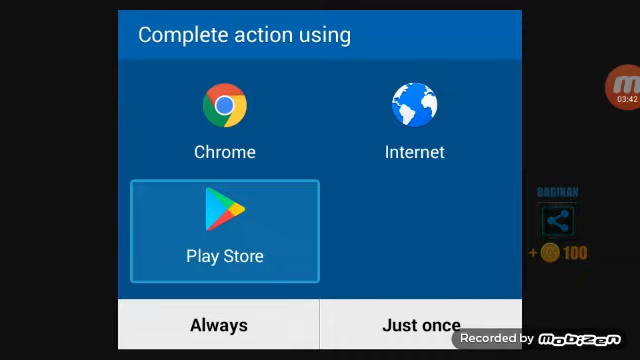 Complete action using
Chrome
Internet
03:42
BAGIKAN
Play Store
+ 100
Always
Just once
Recorded by mobizen